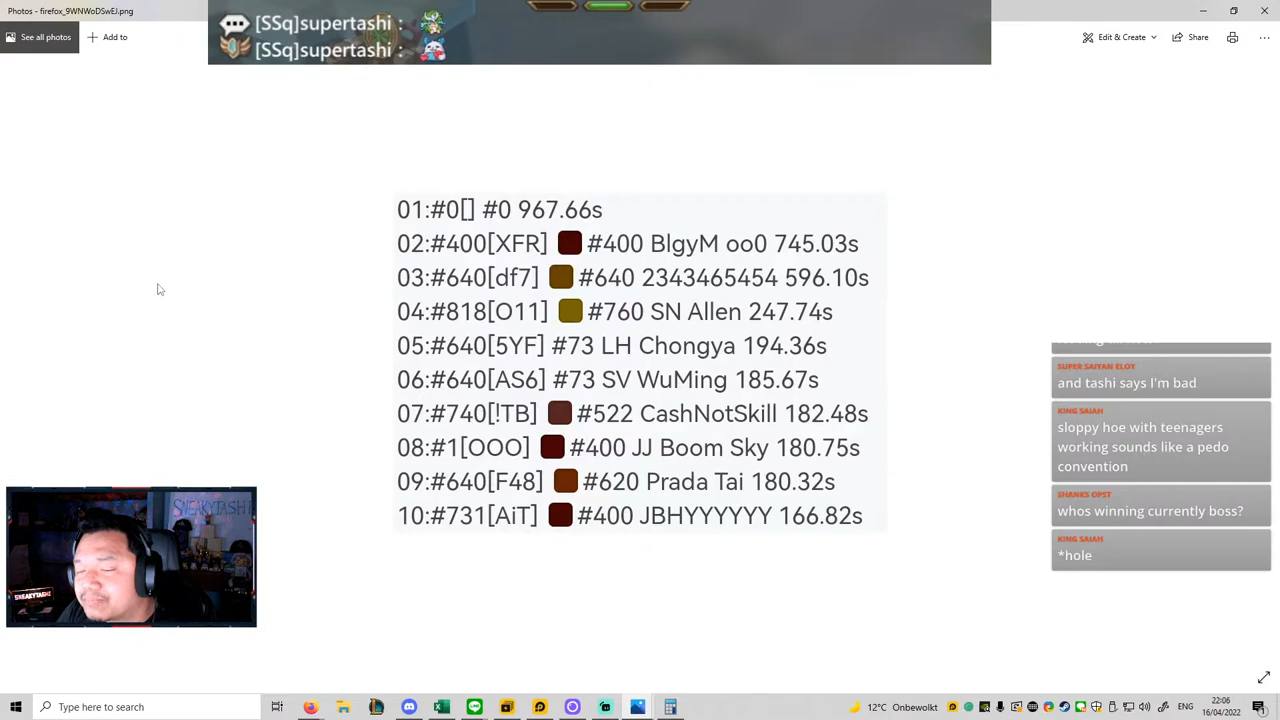 Photos - firefox_9WNWoDSwEJ.png
See all photos
Add to
Edit & Create
Share
[SSq]supertashi :
[SSq]supertashi :
01:#0[] #0 967.66s
02:#400[XFR] #400 BlgyM oo0 745.03s
03:#640[df7] #640 2343465454 596.10s
04:#818[O11] #760 SN Allen 247.74s
05:#640[5YF] #73 LH Chongya 194.36s
06:#640[AS6] #73 SV WuMing 185.67s
07:#740[!TB] #522 CashNotSkill 182.48s
08:#1[OOO] #400 JJ Boom Sky 180.75s
09:#640[F48] #620 Prada Tai 180.32s
10:#731[AiT] #400 JBHYYYYYY 166.82s
SUPER SAIYAN ELOY
and tashi says I'm bad
KING SAIAH
sloppy hoe with teenagers
working sounds like a pedo
convention
SHANKS OPST
whos winning currently boss?
KING SAIAH
*hole
SNEAKYTASHI
SNEAKYTASHI
Type here to search
12°C Onbewolkt
ENG
22:06
16/04/2022